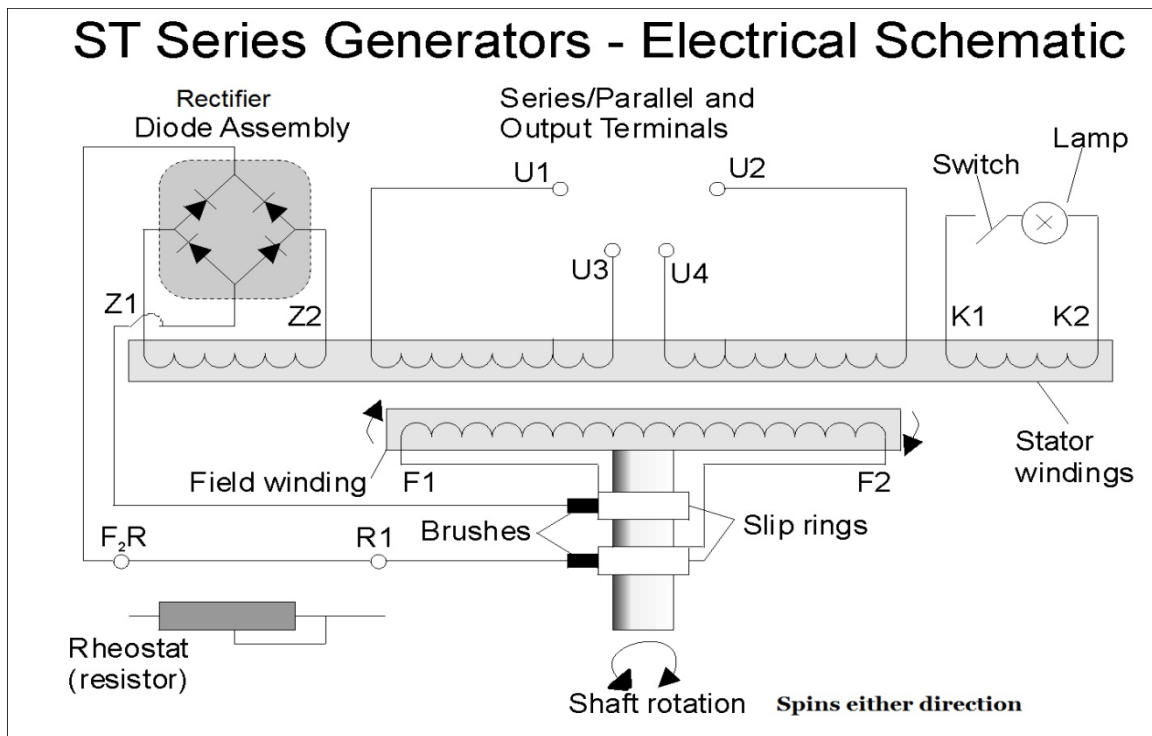 ST Series Generators - Electrical Schematic
Rectifier
Diode Assembly
Series/Parallel and
Output Terminals
Lamp
Switch
U1
U2
U3
U4
Z1
Z2
K1
K2
Field winding
F1
F2
Stator
windings
Brushes
Slip rings
F₂R
R1
Rheostat
(resistor)
Shaft rotation
Spins either direction